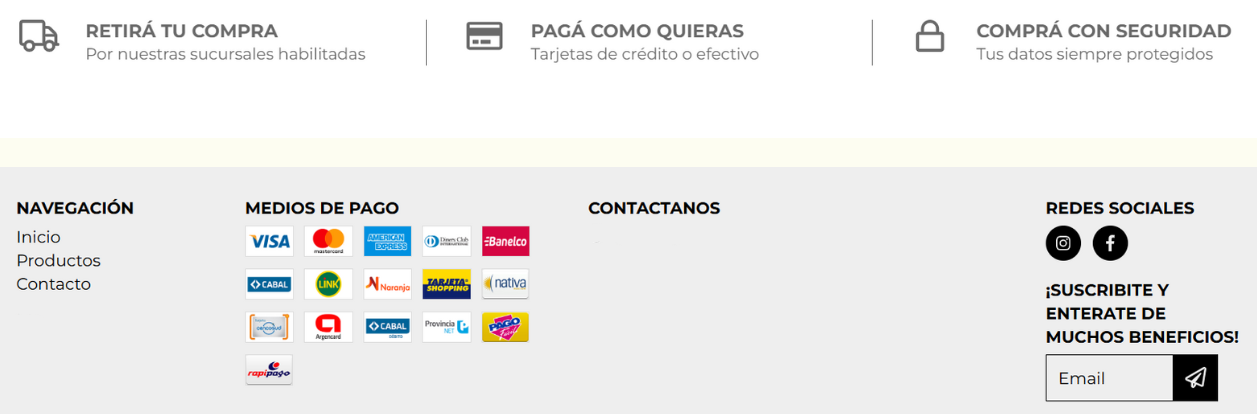 RETIRÁ TU COMPRA
Por nuestras sucursales habilitadas
PAGÁ COMO QUIERAS
Tarjetas de crédito o efectivo
COMPRÁ CON SEGURIDAD
Tus datos siempre protegidos
NAVEGACIÓN
Inicio
Productos
Contacto
MEDIOS DE PAGO
VISA
mastercard
AMERICAN
EXPRESS
Diners Club
INTERNATIONAL
Banelco
CABAL
LINK
Naranja
TARJETA
SHOPPING
nativa
cencosud
Argencard
CABAL
Provincia
NET
PAGO
fácil
rapipago
CONTACTANOS
REDES SOCIALES
¡SUSCRIBITE Y
ENTERATE DE
MUCHOS BENEFICIOS!
Email